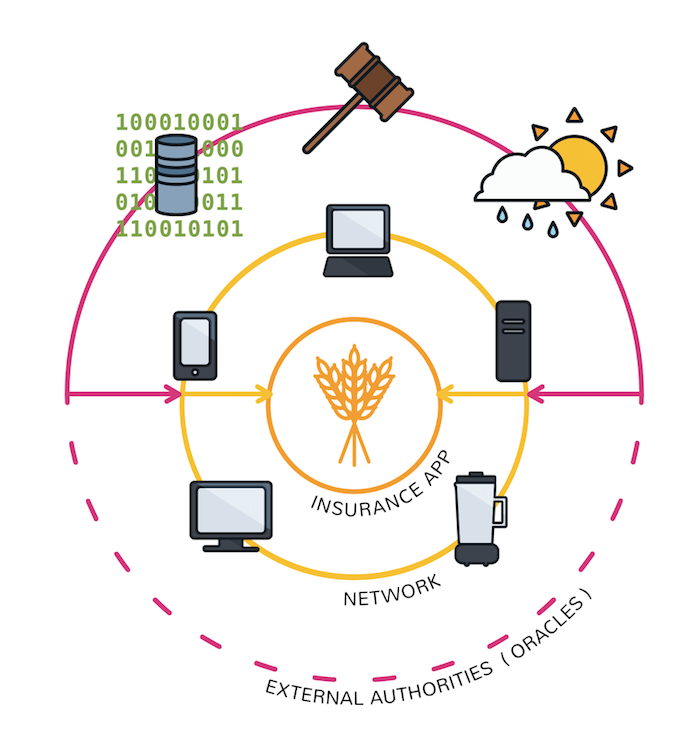 100010001
001 000
110 101
010 011
110010101
INSURANCE APP
NETWORK
EXTERNAL AUTHORITIES ( ORACLES )